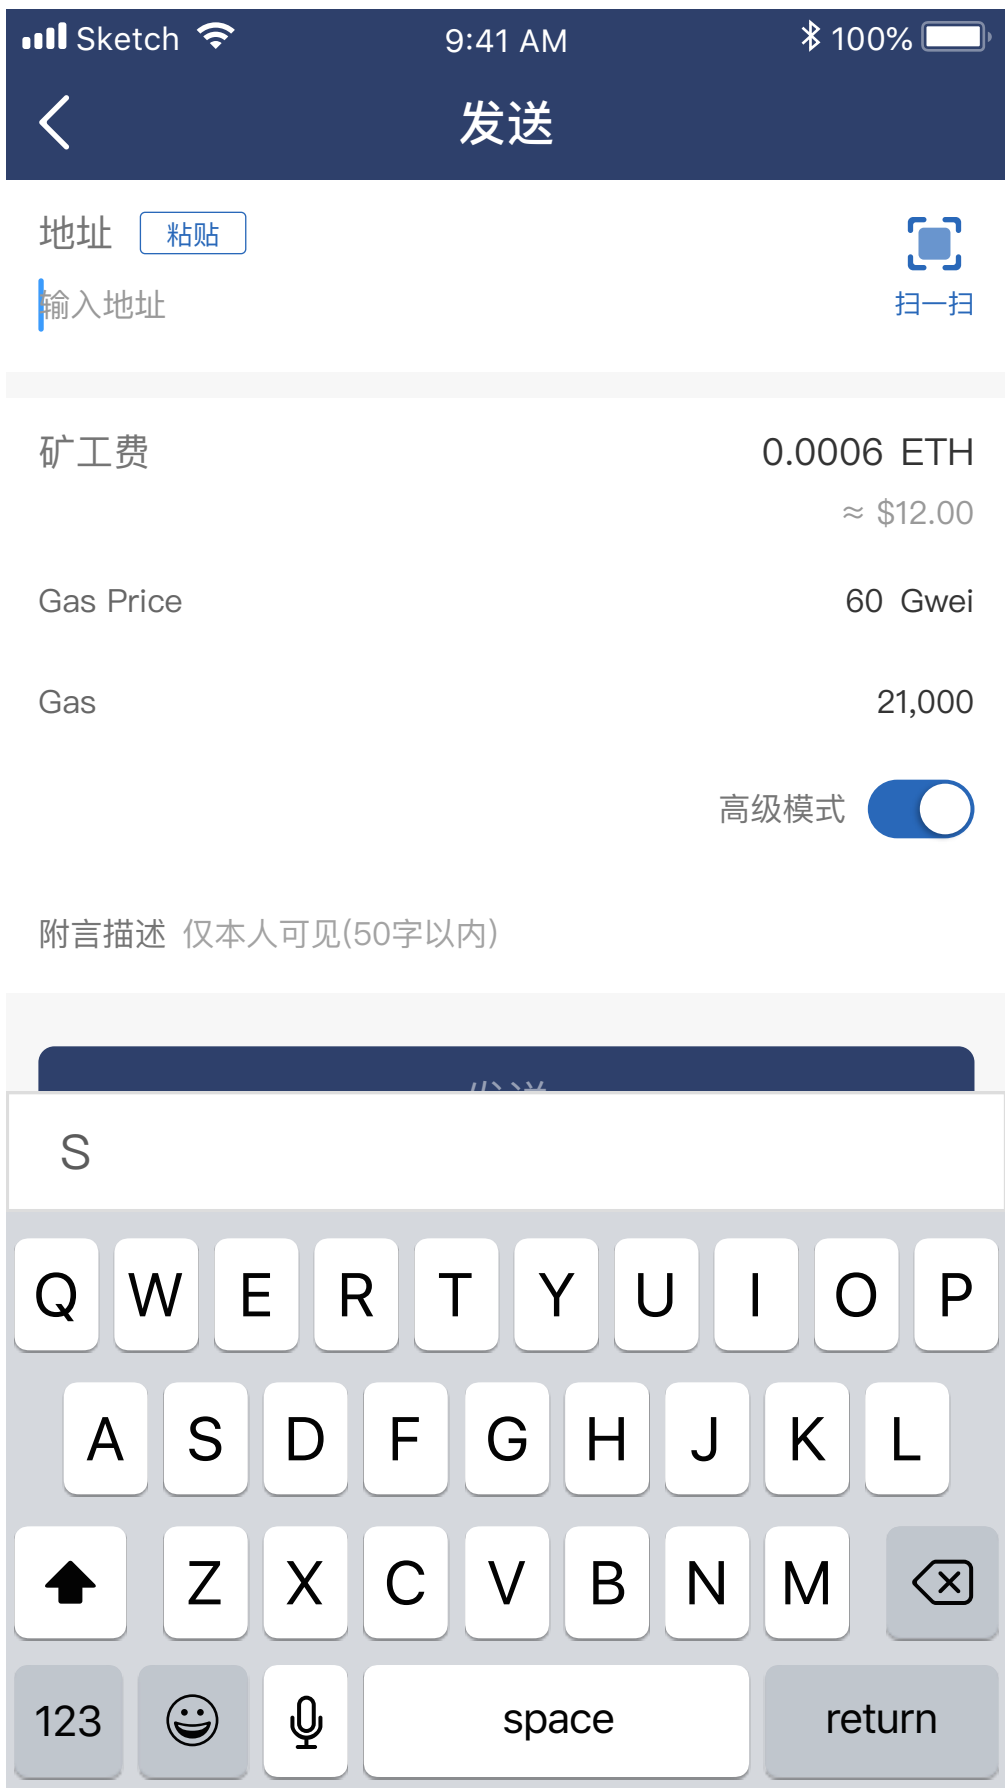 Sketch 9:41 AM 100%
发送
地址 粘贴
输入地址 扫一扫
矿工费 0.0006 ETH
≈ $12.00
Gas Price 60 Gwei
Gas 21,000
高级模式
附言描述 仅本人可见(50字以内)
发送
S
Q W E R T Y U I O P
A S D F G H J K L
Z X C V B N M
123 space return